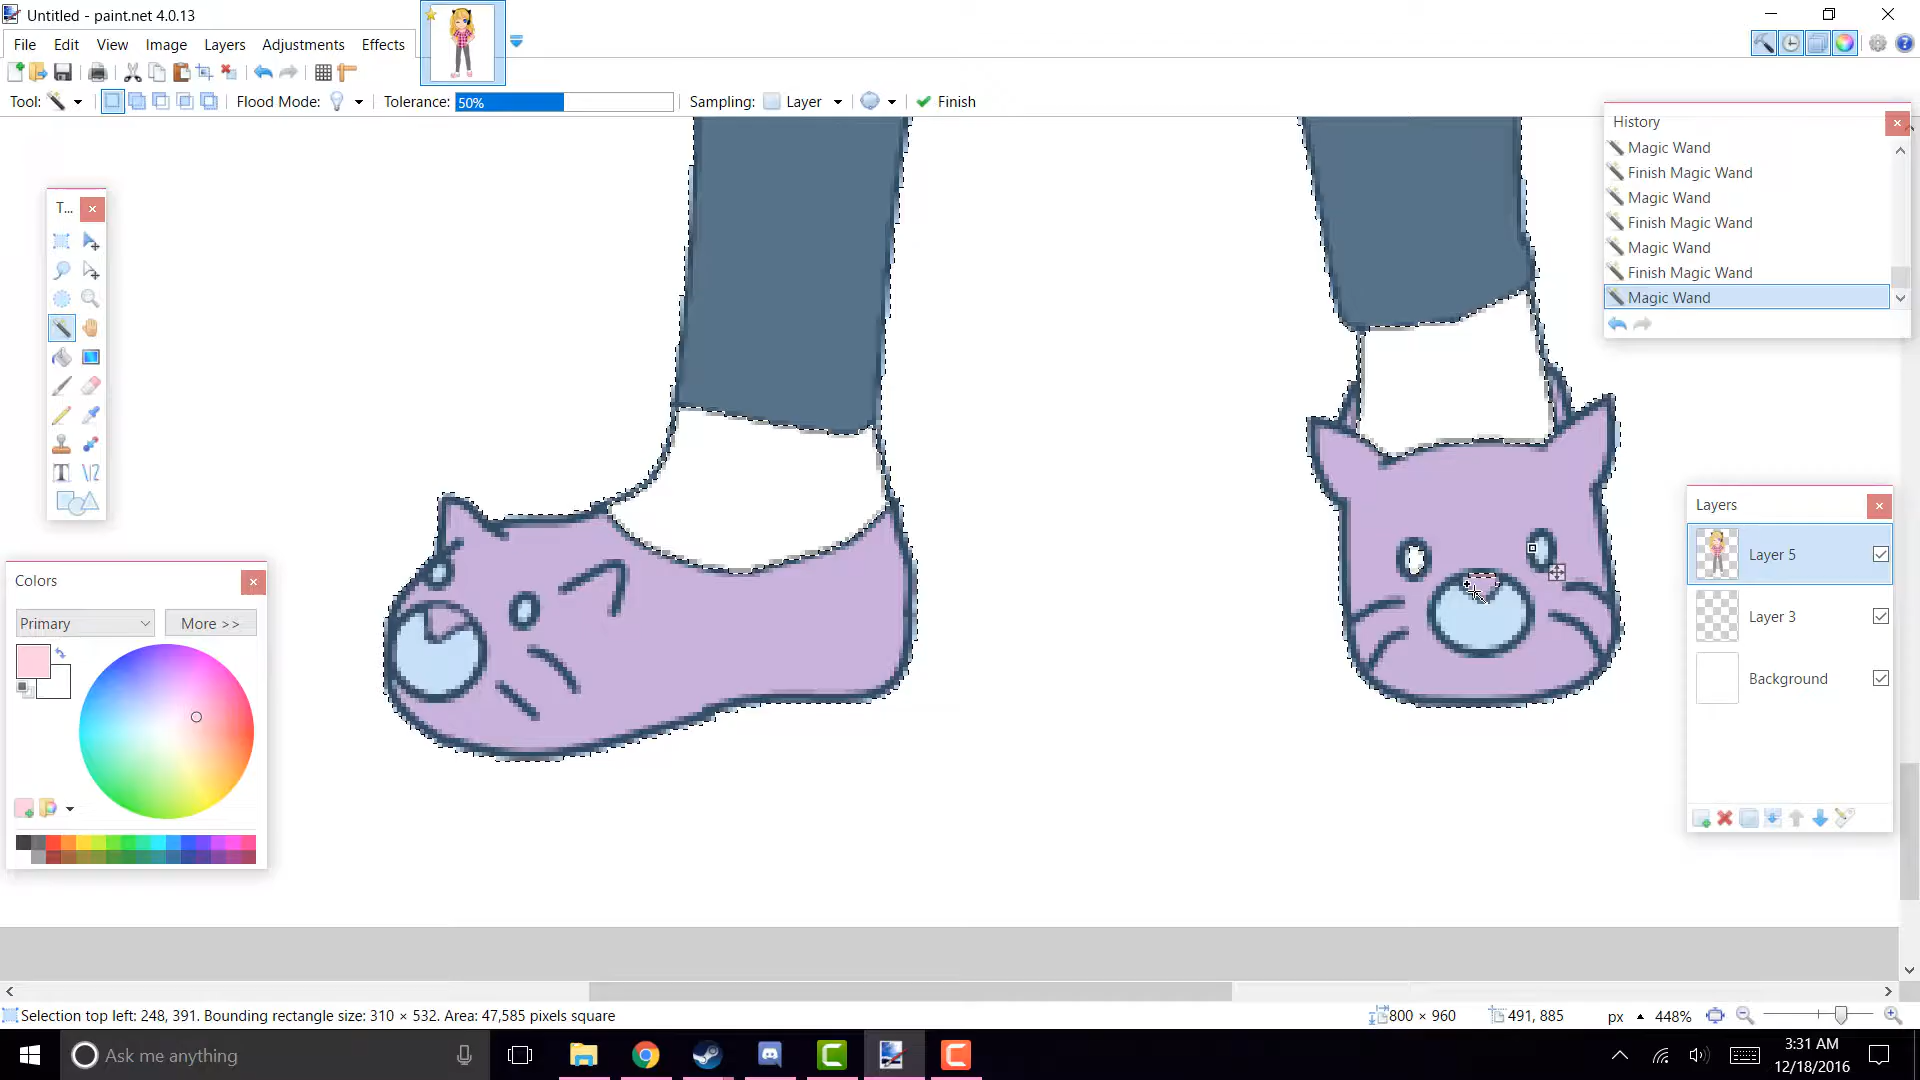 Untitled - paint.net 4.0.13
File Edit View Image Layers Adjustments Effects
Tool: Flood Mode: Tolerance: 50% Sampling: Layer Finish
History
Magic Wand
Finish Magic Wand
Magic Wand
Finish Magic Wand
Magic Wand
Finish Magic Wand
Magic Wand
T...
Layers
Layer 5
Layer 3
Background
Colors
Primary More >>
Selection top left: 248, 391. Bounding rectangle size: 310 × 532. Area: 47,585 pixels square 800 × 960 491, 885 px 448%
Ask me anything
3:31 AM
12/18/2016